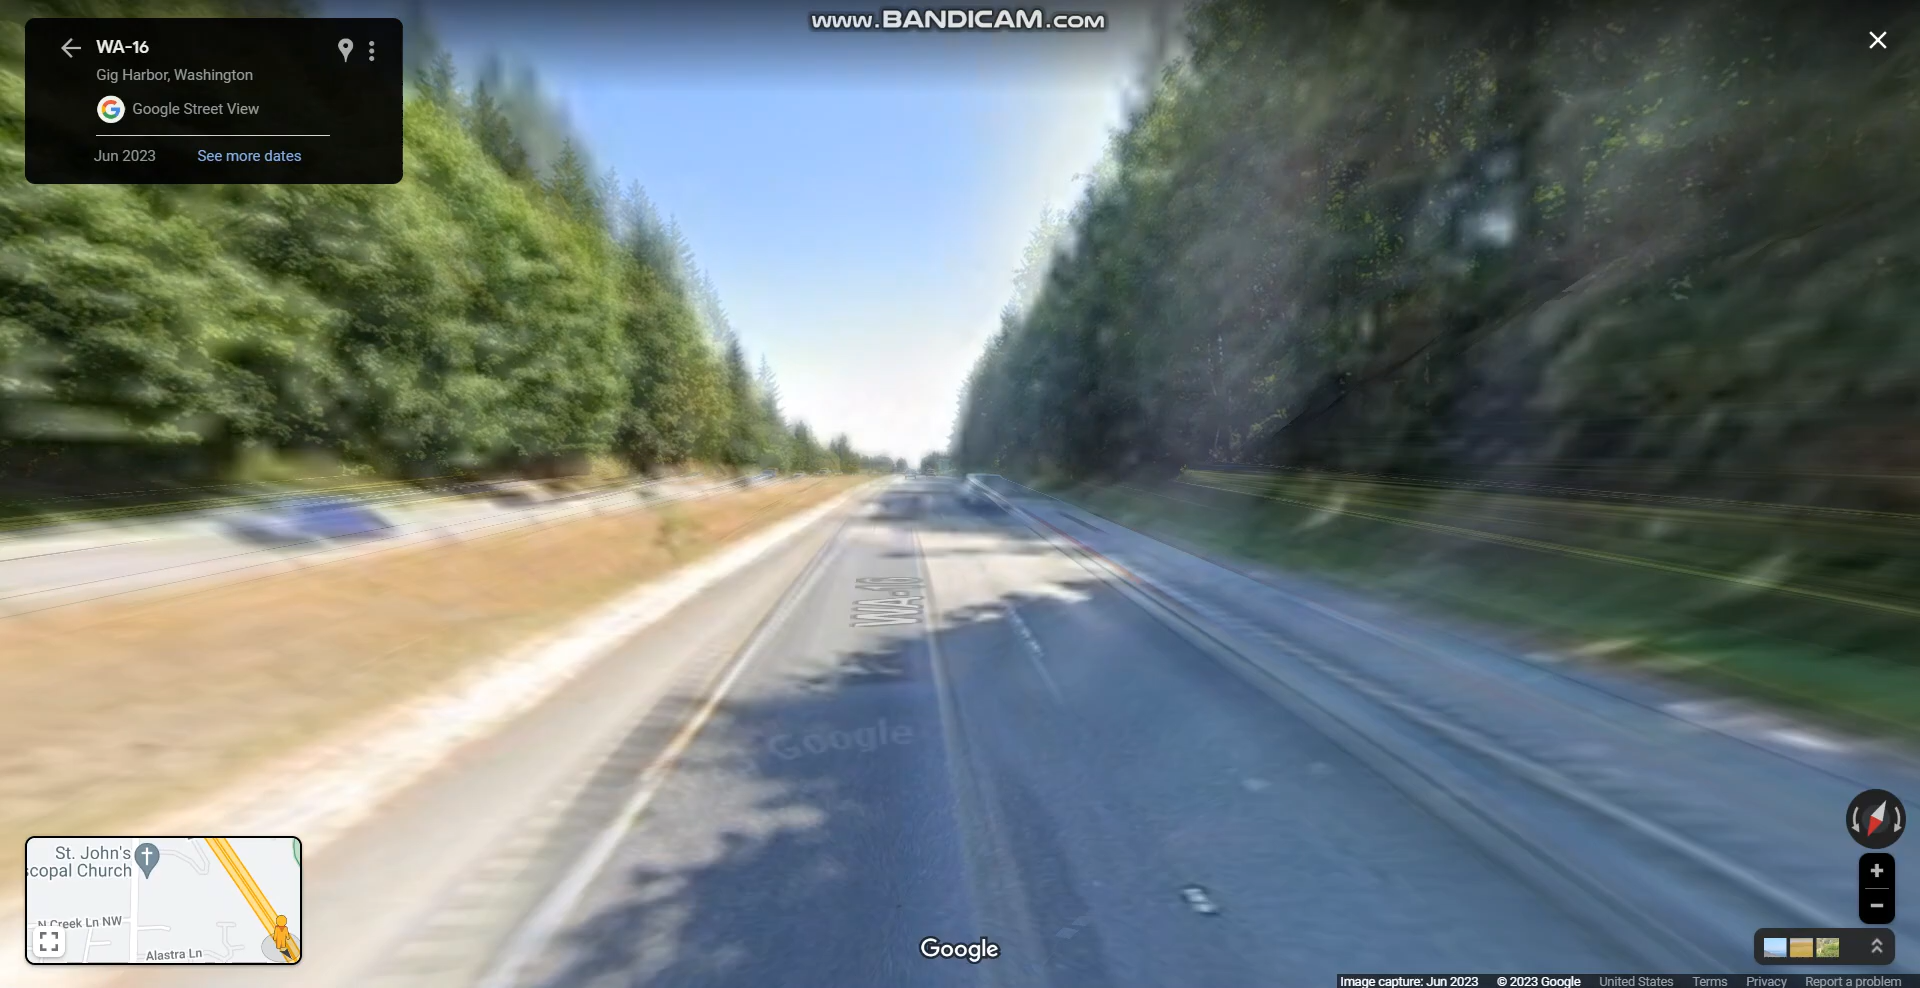 www.BANDICAM.com
WA-16
Gig Harbor, Washington
Google Street View
Jun 2023
See more dates
WA-16
Google
St. John's
scopal Church
N Creek Ln NW
Alastra Ln
Google
Image capture: Jun 2023 © 2023 Google United States Terms Privacy Report a problem